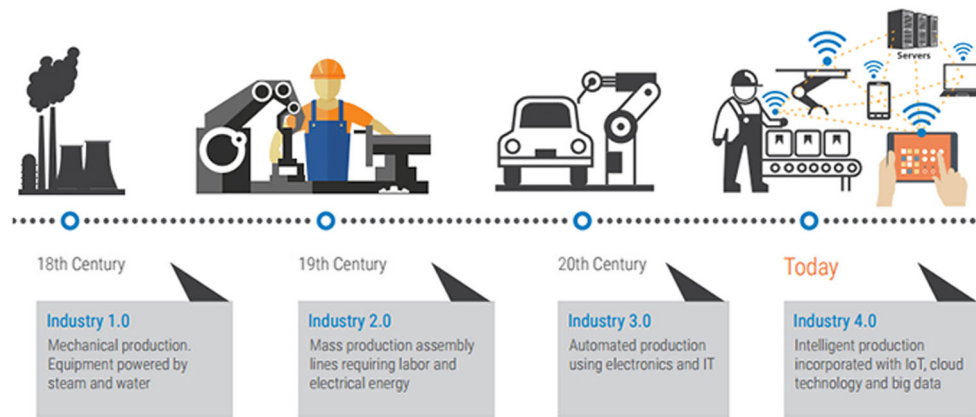 Servers
18th Century
Industry 1.0
Mechanical production.
Equipment powered by
steam and water
19th Century
Industry 2.0
Mass production assembly
lines requiring labor and
electrical energy
20th Century
Industry 3.0
Automated production
using electronics and IT
Today
Industry 4.0
Intelligent production
incorporated with IoT, cloud
technology and big data